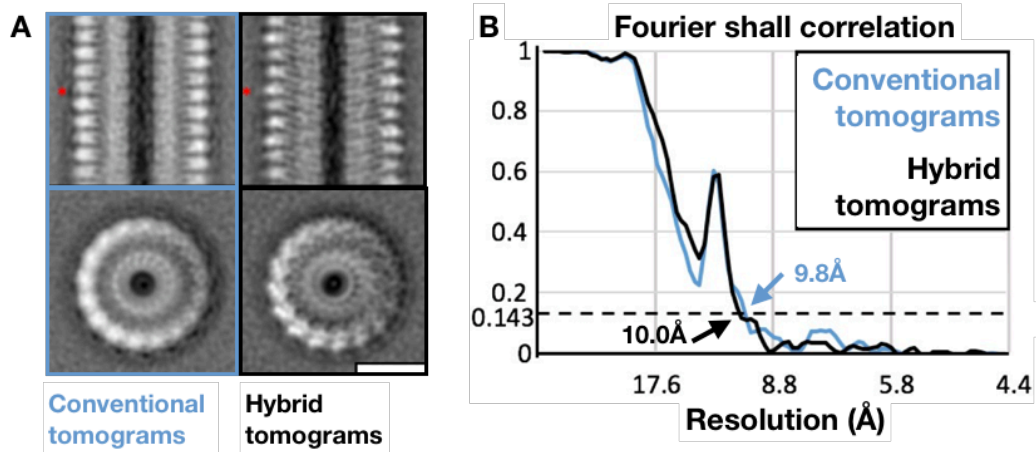 A
Conventional
tomograms
Hybrid
tomograms
B
Fourier shall correlation
1
0.8
0.6
0.4
0.2
0.143
0
Conventional
tomograms
Hybrid
tomograms
9.8Å
10.0Å
17.6
8.8
5.8
4.4
Resolution (Å)